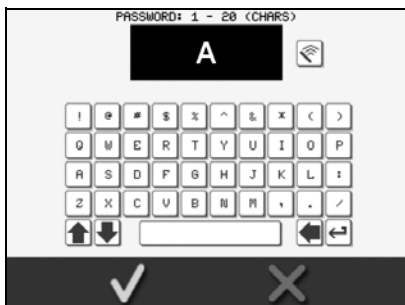 PASSWORD: 1 - 20 (CHARS)
A
! @ # $ % ^ & * ( )
Q W E R T Y U I O P
A S D F G H J K L :
Z X C V B N M , . /